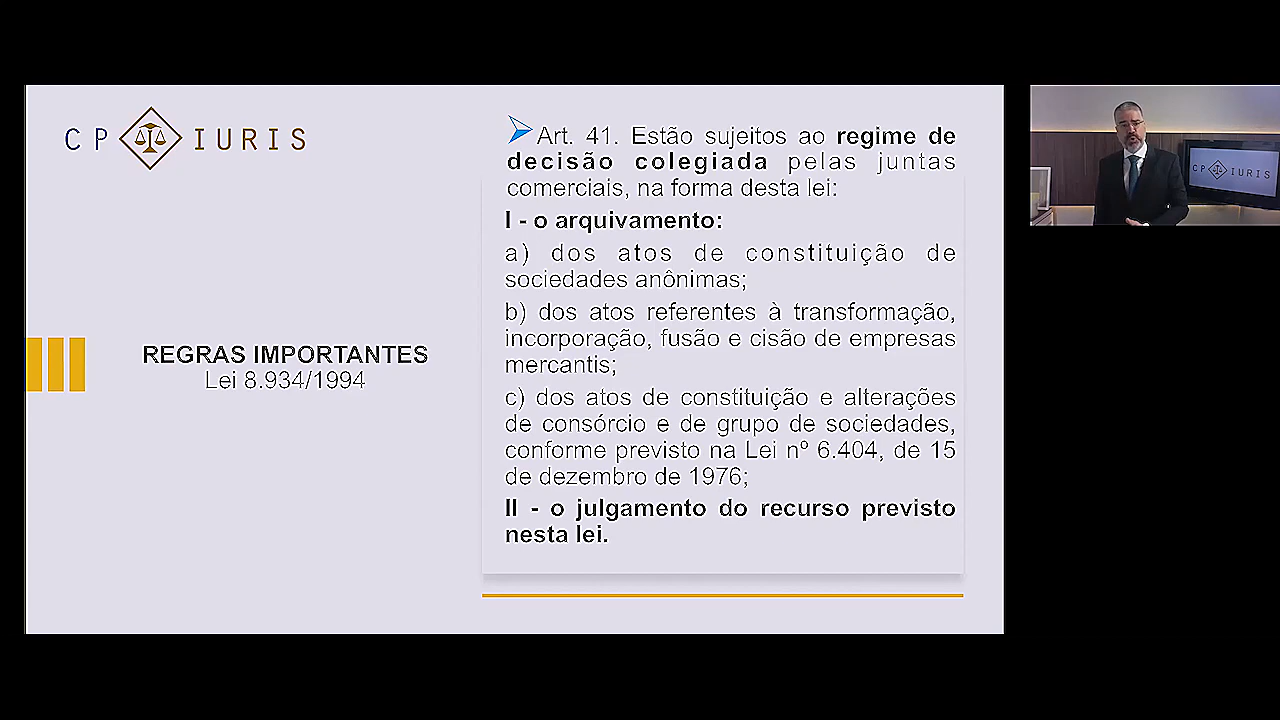 CP IURIS
REGRAS IMPORTANTES
Lei 8.934/1994
Art. 41. Estão sujeitos ao regime de
decisão colegiada pelas juntas
comerciais, na forma desta lei:
I - o arquivamento:
a) dos atos de constituição de
sociedades anônimas;
b) dos atos referentes à transformação,
incorporação, fusão e cisão de empresas
mercantis;
c) dos atos de constituição e alterações
de consórcio e de grupo de sociedades,
conforme previsto na Lei nº 6.404, de 15
de dezembro de 1976;
II - o julgamento do recurso previsto
nesta lei.
CP IURIS